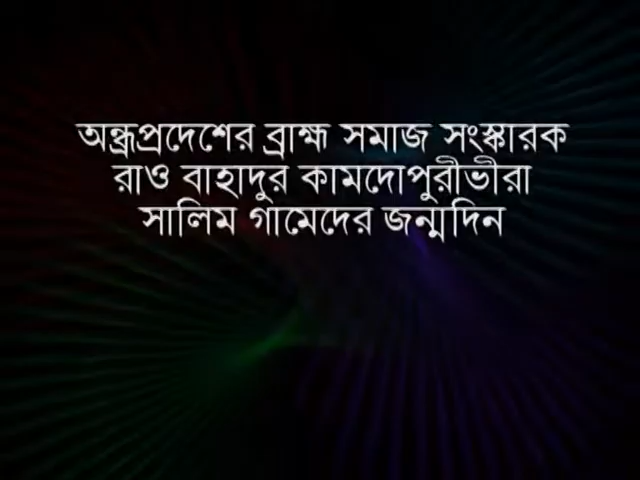 অন্ধ্রপ্রদেশের ব্রাহ্ম সমাজ সংস্কারক
রাও বাহাদুর কামদোপুরীভীরা
সালিম গামেদের জন্মদিন